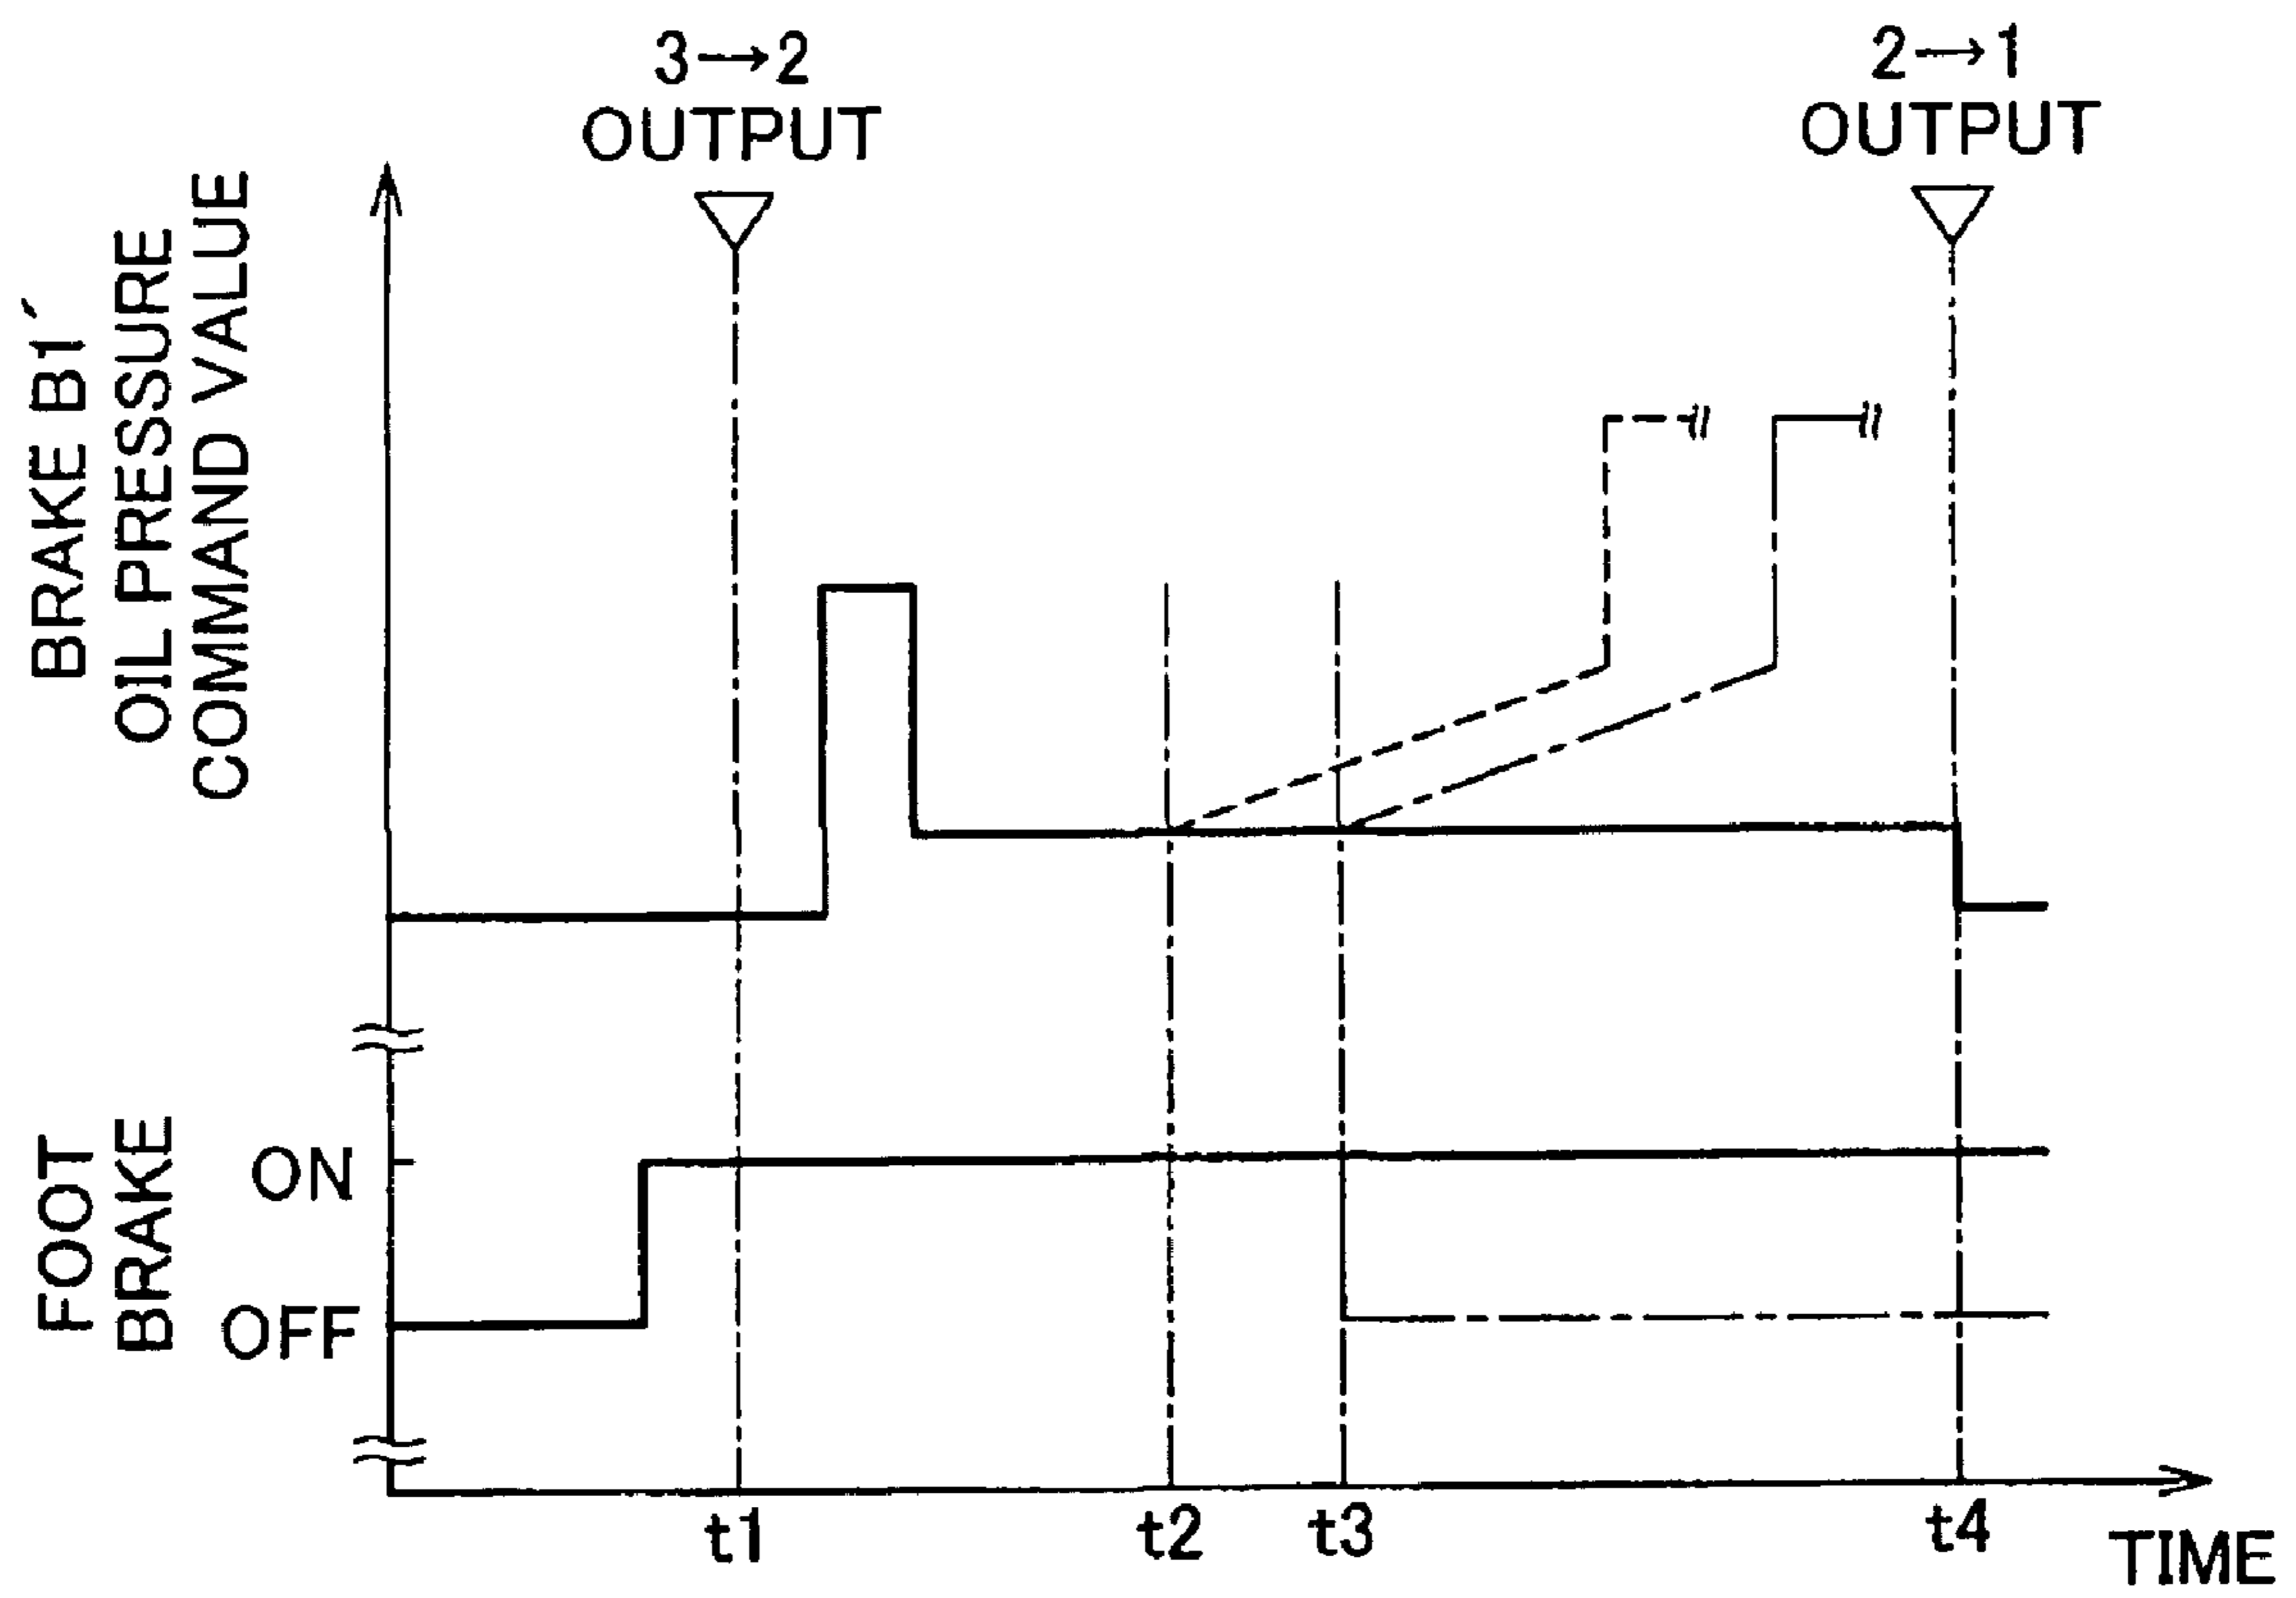 3→2
OUTPUT
2→1
OUTPUT
BRAKE B1´
OIL PRESSURE
COMMAND VALUE
FOOT
BRAKE
ON
OFF
t1
t2
t3
t4
TIME